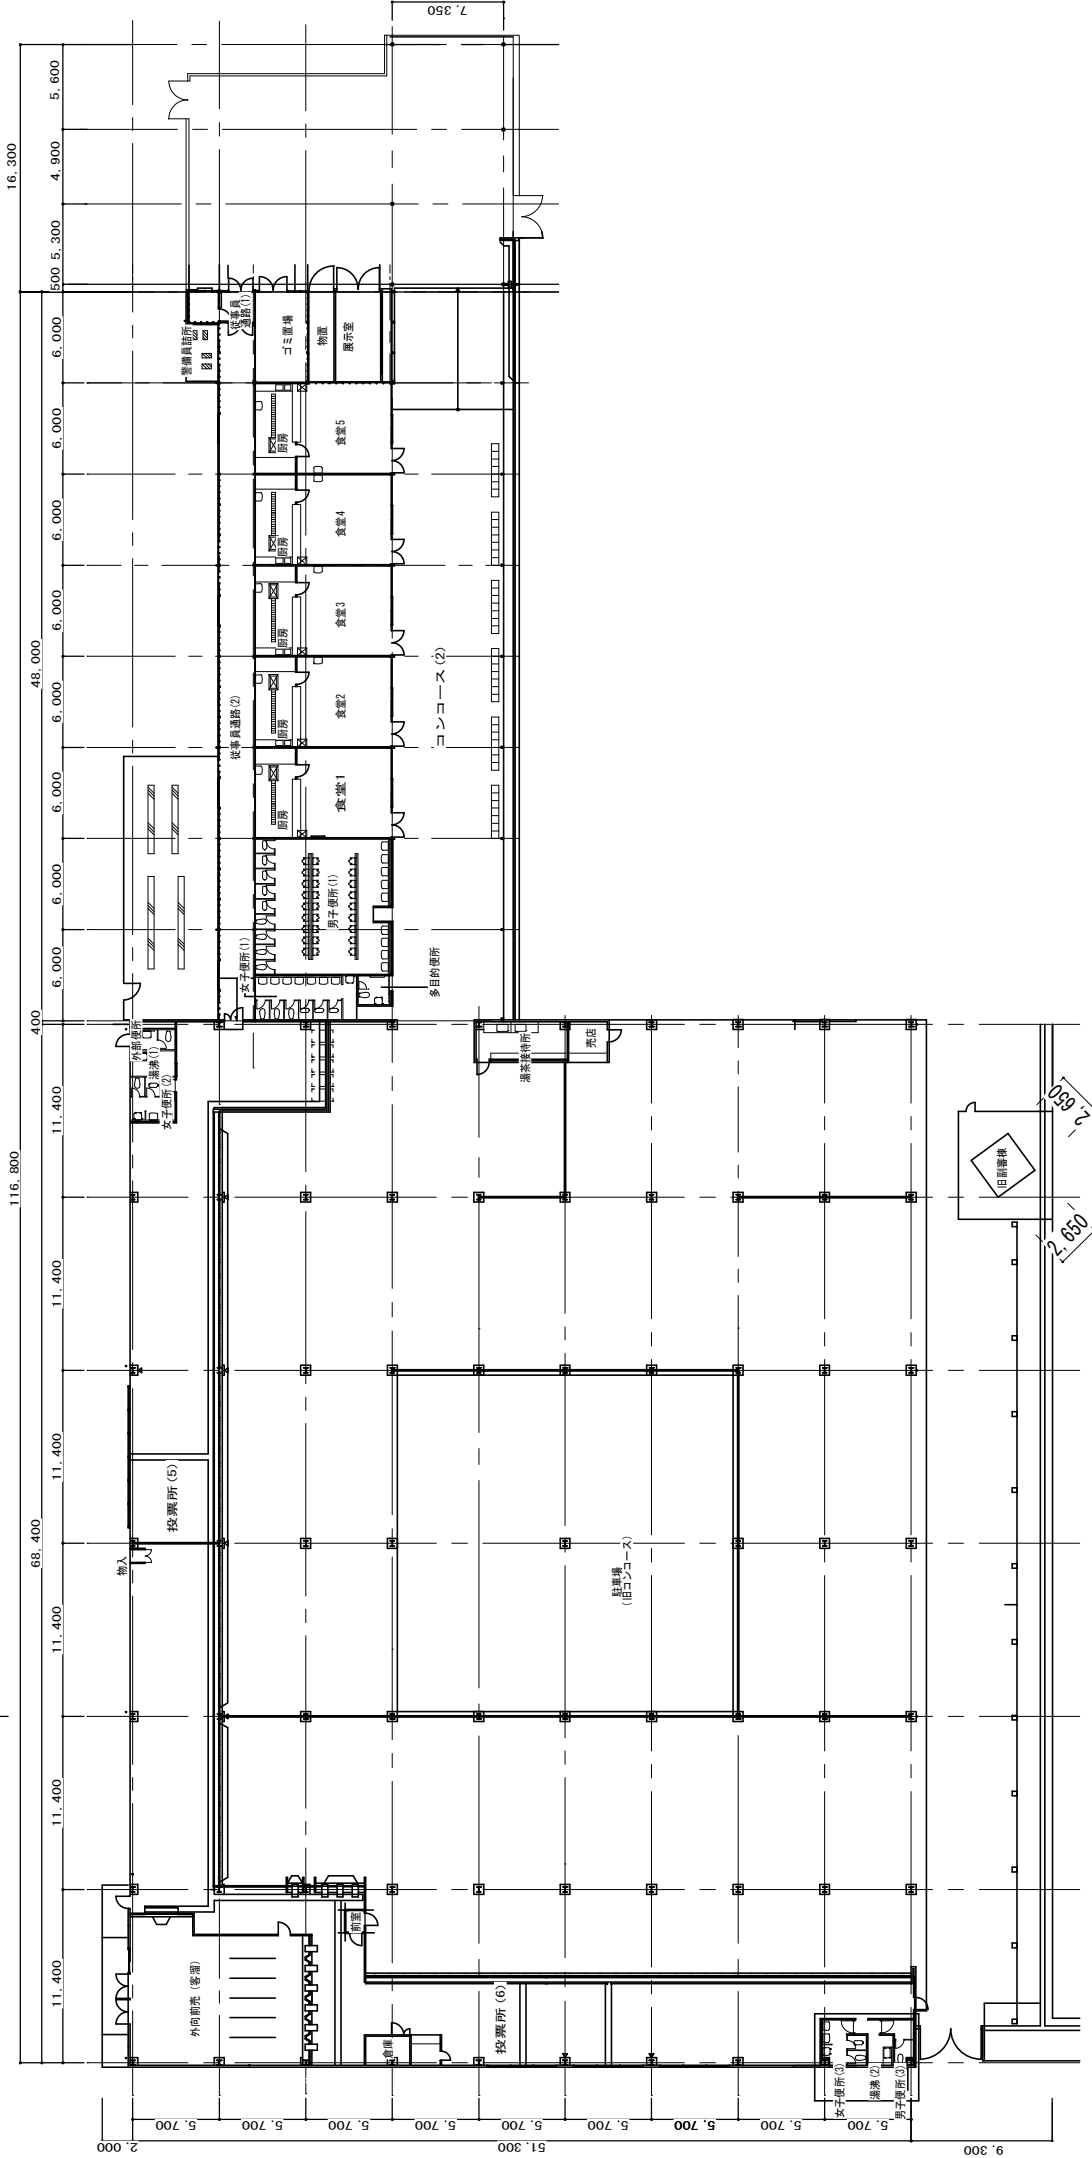 7.350
16,300
5,600
4,900
5,300
500
116,800
48,000
6,000
6,000
6,000
6,000
6,000
6,000
6,000
6,000
400
68,400
11,400
11,400
11,400
11,400
11,400
11,400
警備員詰所
従事員
通路(1)
ゴミ置場
物置
展示室
厨房
食堂5
厨房
食堂4
厨房
食堂3
厨房
食堂2
厨房
食堂1
従事員通路(2)
コンコース(2)
男子便所(1)
女子便所(1)
多目的便所
外部便所
湯沸(1)
女子便所(2)
湯茶接待所
売店
旧副審棟
2,650
2,650
投票所(5)
物入
駐車場
(旧コンコース)
外向前売(客溜)
前室
倉庫
投票所(6)
女子便所(3)
湯沸(2)
男子便所(3)
2.000
5.700
5.700
5.700
5.700
5.700
5.700
5.700
5.700
5.700
51.300
9.300